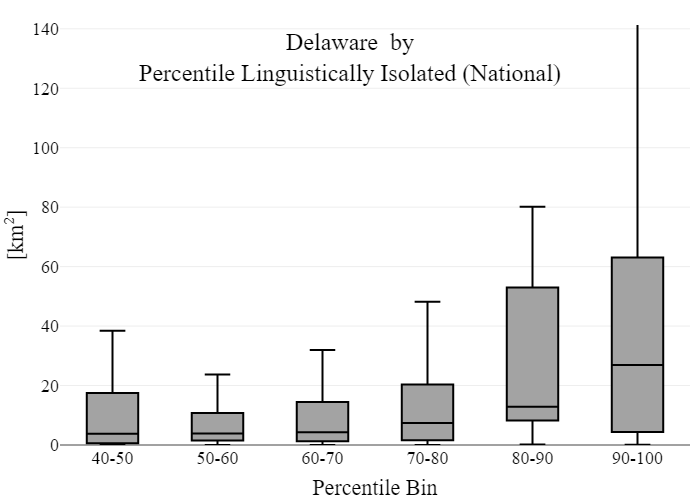 Delaware by
Percentile Linguistically Isolated (National)
140
120
100
80
60
40
20
0
[km²]
40-50 50-60 60-70 70-80 80-90 90-100
Percentile Bin